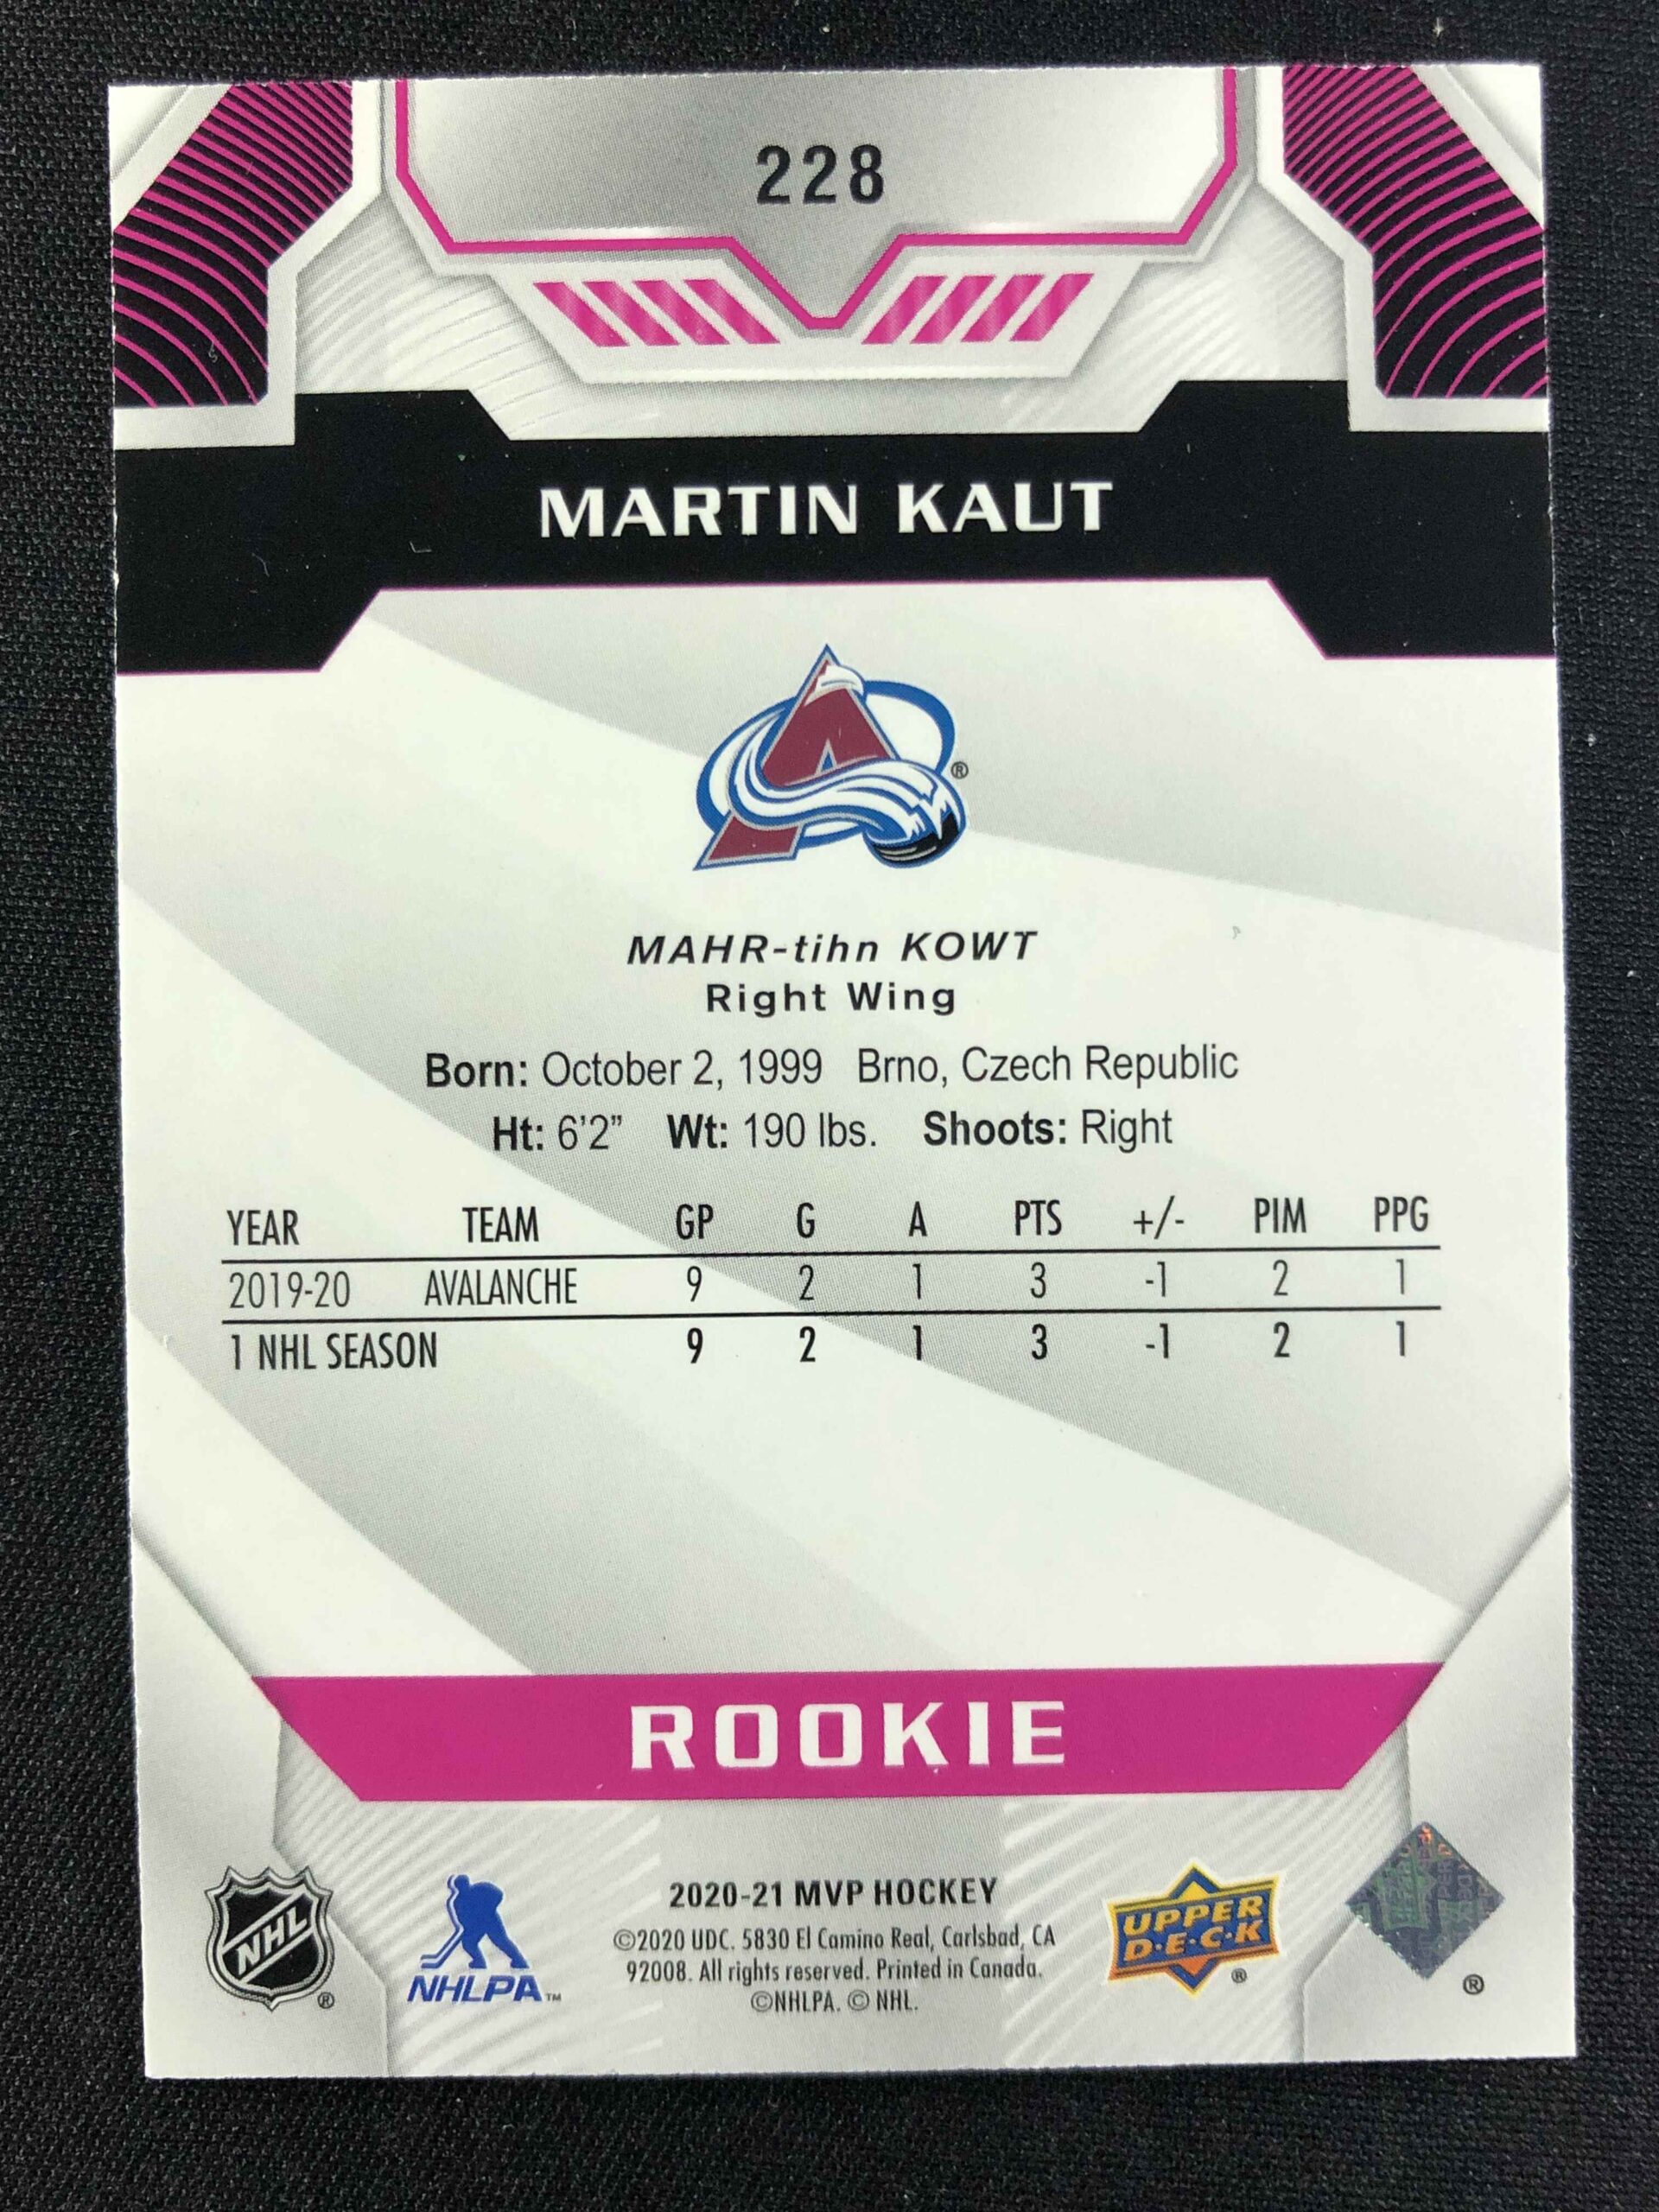 228
MARTIN KAUT
®
MAHR-tihn KOWT
Right Wing
Born: October 2, 1999 Brno, Czech Republic
Ht: 6'2” Wt: 190 lbs. Shoots: Right
YEAR TEAM GP G A PTS +/- PIM PPG
2019-20 AVALANCHE 9 2 1 3 -1 2 1
1 NHL SEASON 9 2 1 3 -1 2 1
ROOKIE
NHL ®
NHLPA™
2020-21 MVP HOCKEY
©2020 UDC. 5830 El Camino Real, Carlsbad, CA
92008. All rights reserved. Printed in Canada.
©NHLPA. © NHL.
UPPER
D·E·C·K ®
®